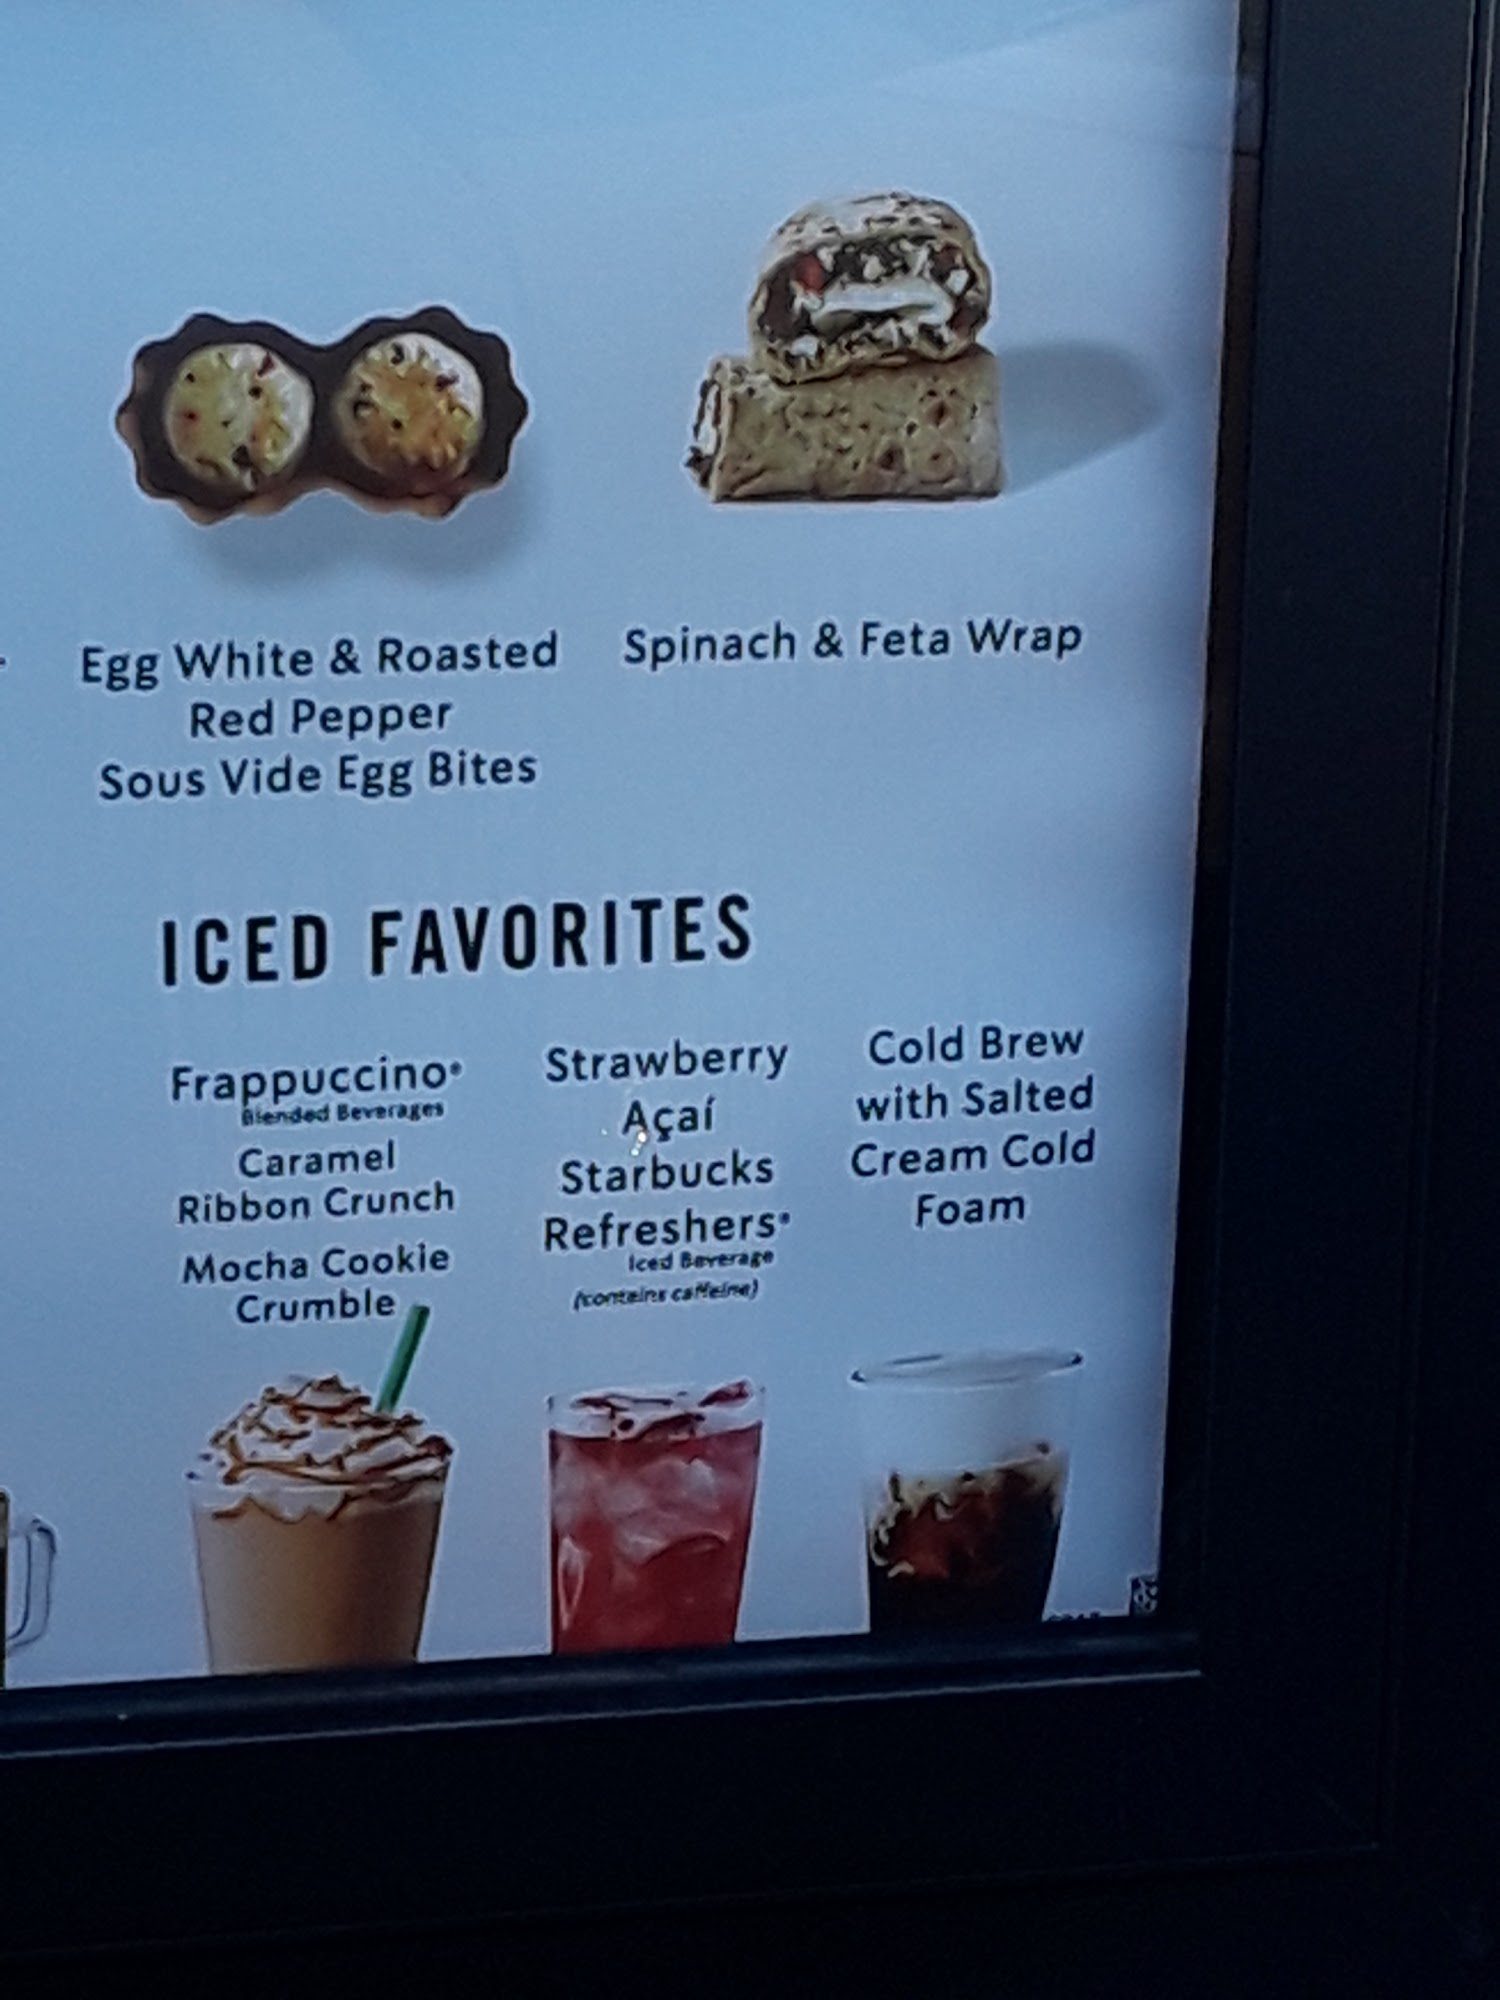 Egg White & Roasted
Red Pepper
Sous Vide Egg Bites
Spinach & Feta Wrap
ICED FAVORITES
Frappuccino®
Blended Beverages
Caramel
Ribbon Crunch
Mocha Cookie
Crumble
Strawberry
Açaí
Starbucks
Refreshers®
Iced Beverage
(contains caffeine)
Cold Brew
with Salted
Cream Cold
Foam